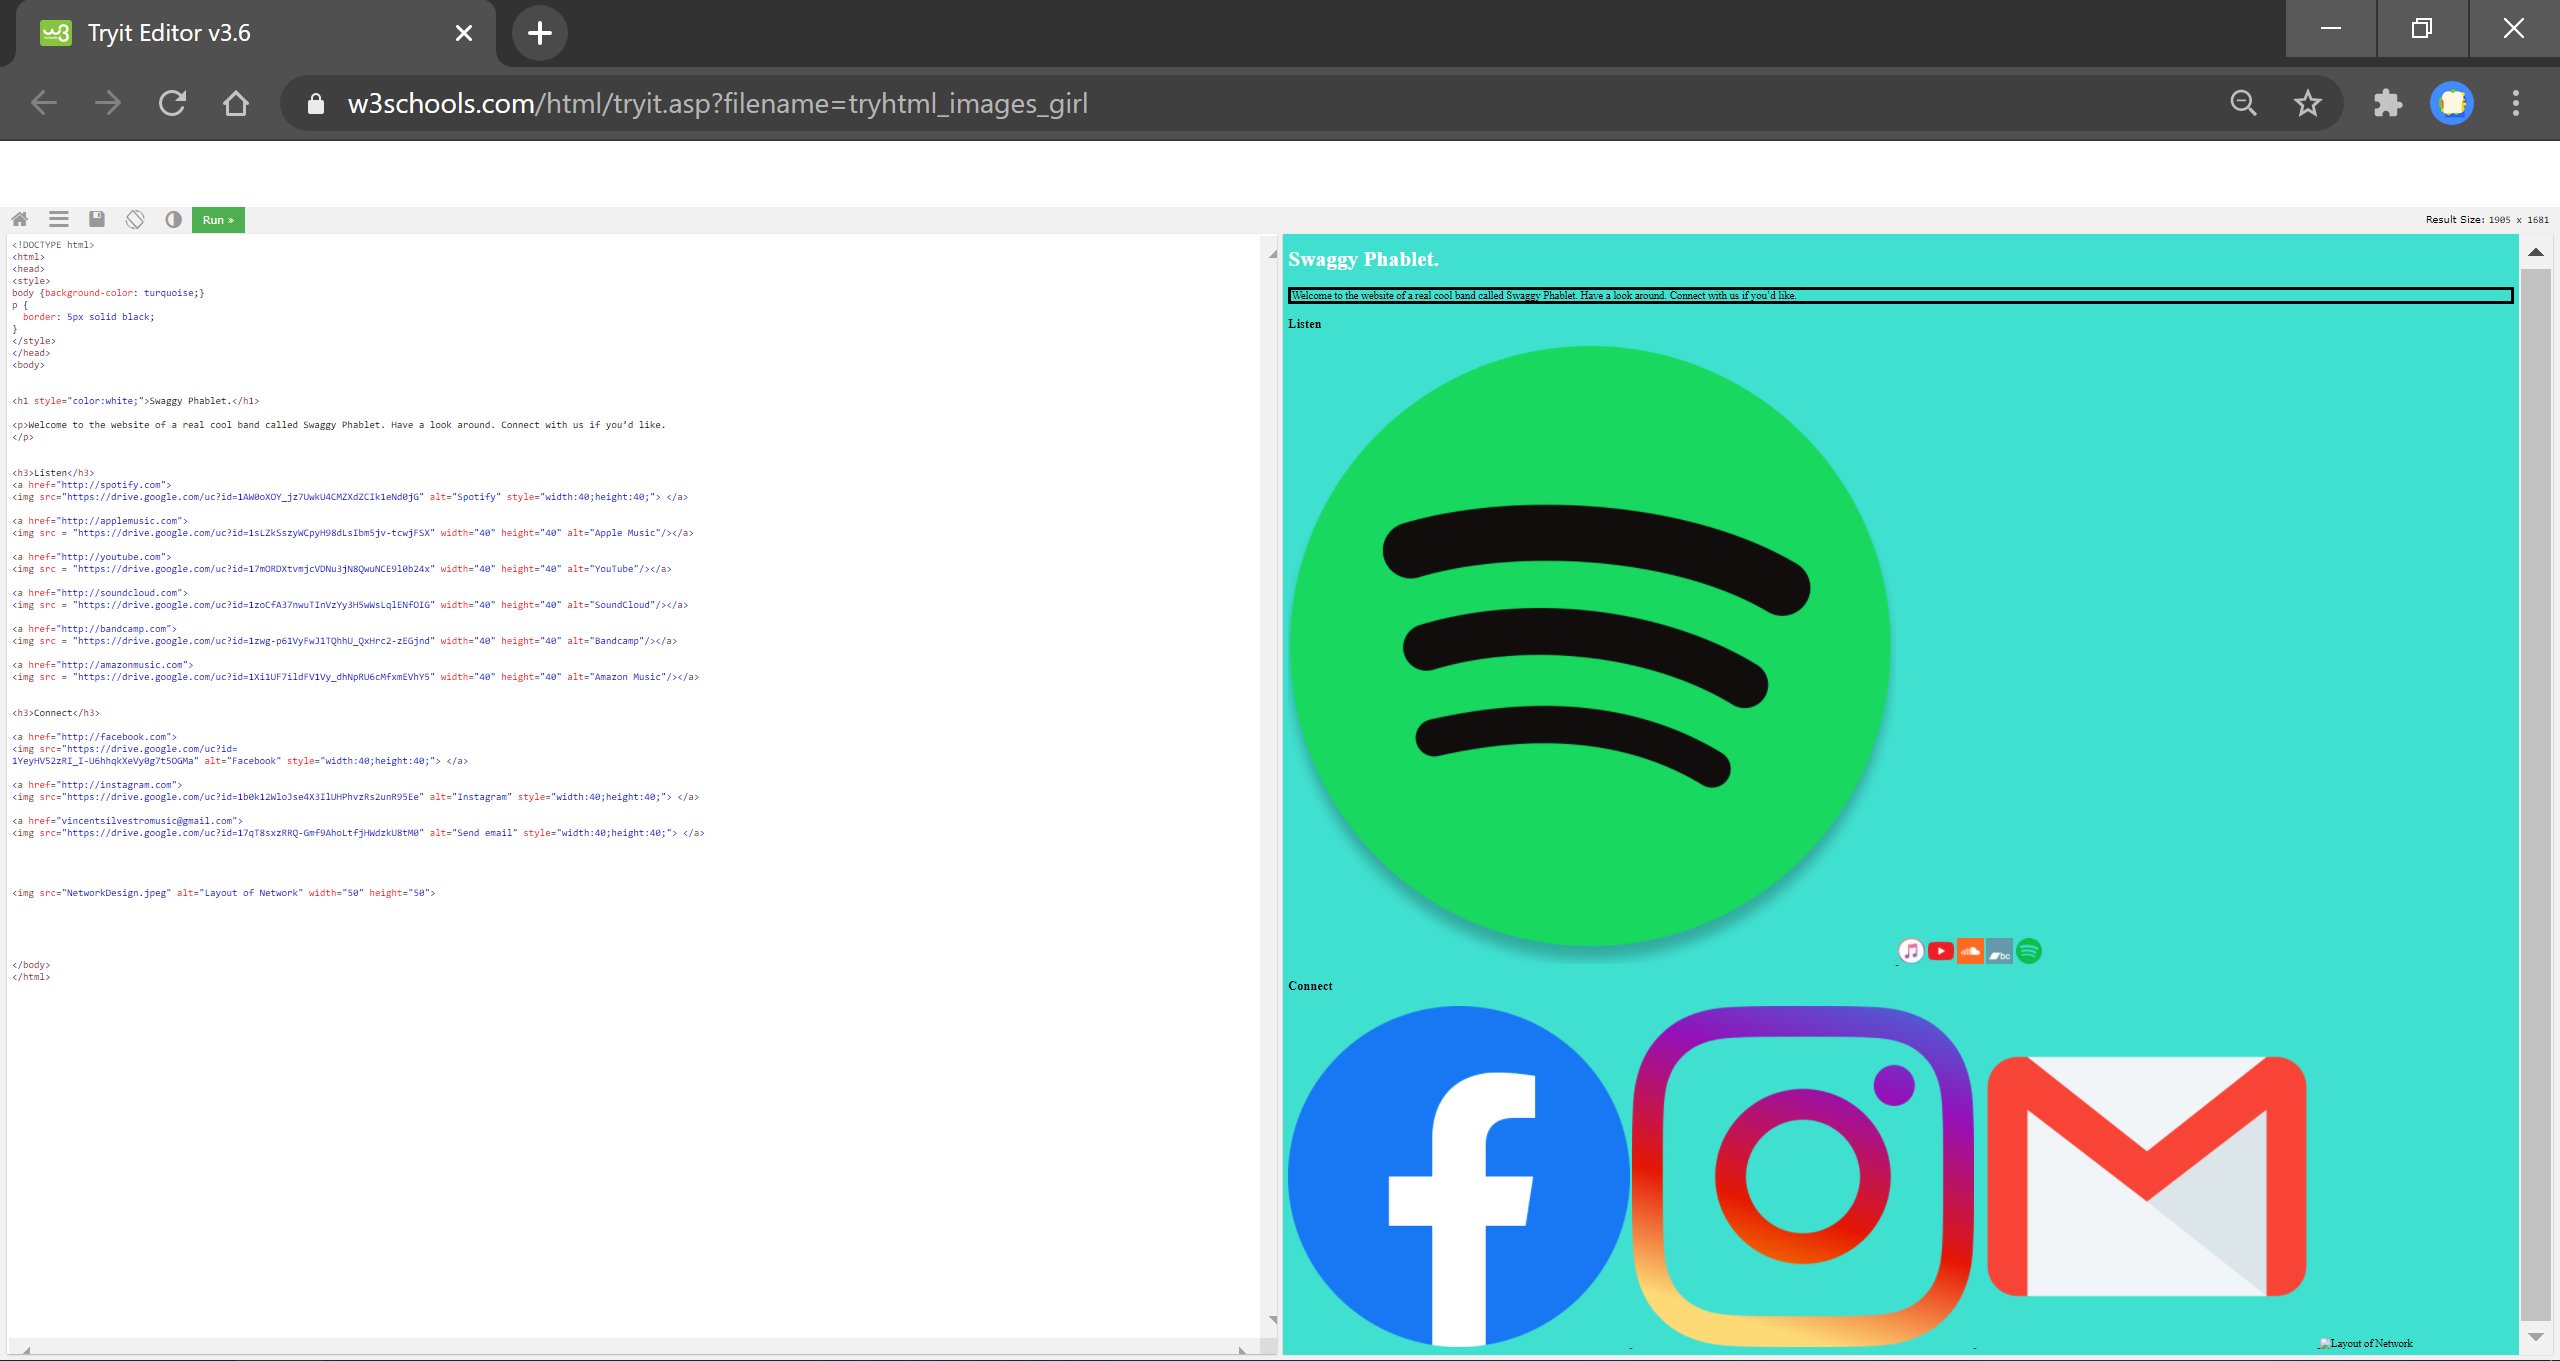 Tryit Editor v3.6
w3schools.com/html/tryit.asp?filename=tryhtml_images_girl
Run »
Result Size: 1905 x 1681
<!DOCTYPE html>
<html>
<head>
<style>
body {background-color: turquoise;}
p {
  border: 5px solid black;
}
</style>
</head>
<body>
<h1 style="color:white;">Swaggy Phablet.</h1>
<p>Welcome to the website of a real cool band called Swaggy Phablet. Have a look around. Connect with us if you’d like.
</p>
<h3>Listen</h3>
<a href="http://spotify.com">
<img src="https://drive.google.com/uc?id=1AW0oXOY_jz7UwkU4CMZXdZCIk1eNd0jG" alt="Spotify" style="width:40;height:40;"> </a>
<a href="http://applemusic.com">
<img src = "https://drive.google.com/uc?id=1sLZkSszyWCpyH98dLsIbm5jv-tcwjFSX" width="40" height="40" alt="Apple Music"/></a>
<a href="http://youtube.com">
<img src = "https://drive.google.com/uc?id=17mORDXtvmjcVDNu3jN8QwuNCE9l0b24x" width="40" height="40" alt="YouTube"/></a>
<a href="http://soundcloud.com">
<img src = "https://drive.google.com/uc?id=1zoCfA37nwuTInVzYy3H5wWsLqlENfOIG" width="40" height="40" alt="SoundCloud"/></a>
<a href="http://bandcamp.com">
<img src = "https://drive.google.com/uc?id=1zwg-p61VyFwJ1TQhhU_QxHrc2-zEGjnd" width="40" height="40" alt="Bandcamp"/></a>
<a href="http://amazonmusic.com">
<img src = "https://drive.google.com/uc?id=1Xi1UF7ildFV1Vy_dhNpRU6cMfxmEVhY5" width="40" height="40" alt="Amazon Music"/></a>
<h3>Connect</h3>
<a href="http://facebook.com">
<img src="https://drive.google.com/uc?id=
1YeyHV52zRI_I-U6hhqkXeVy0g7t5OGMa" alt="Facebook" style="width:40;height:40;"> </a>
<a href="http://instagram.com">
<img src="https://drive.google.com/uc?id=1b0k12WloJse4X3IlUHPhvzRs2unR95Ee" alt="Instagram" style="width:40;height:40;"> </a>
<a href="vincentsilvestromusic@gmail.com">
<img src="https://drive.google.com/uc?id=17qT8sxzRRQ-Gmf9AhoLtfjHWdzkU8tM0" alt="Send email" style="width:40;height:40;"> </a>
<img src="NetworkDesign.jpeg" alt="Layout of Network" width="50" height="50">
</body>
</html>
Swaggy Phablet.
Welcome to the website of a real cool band called Swaggy Phablet. Have a look around. Connect with us if you’d like.
Listen
bc
Connect
Layout of Network